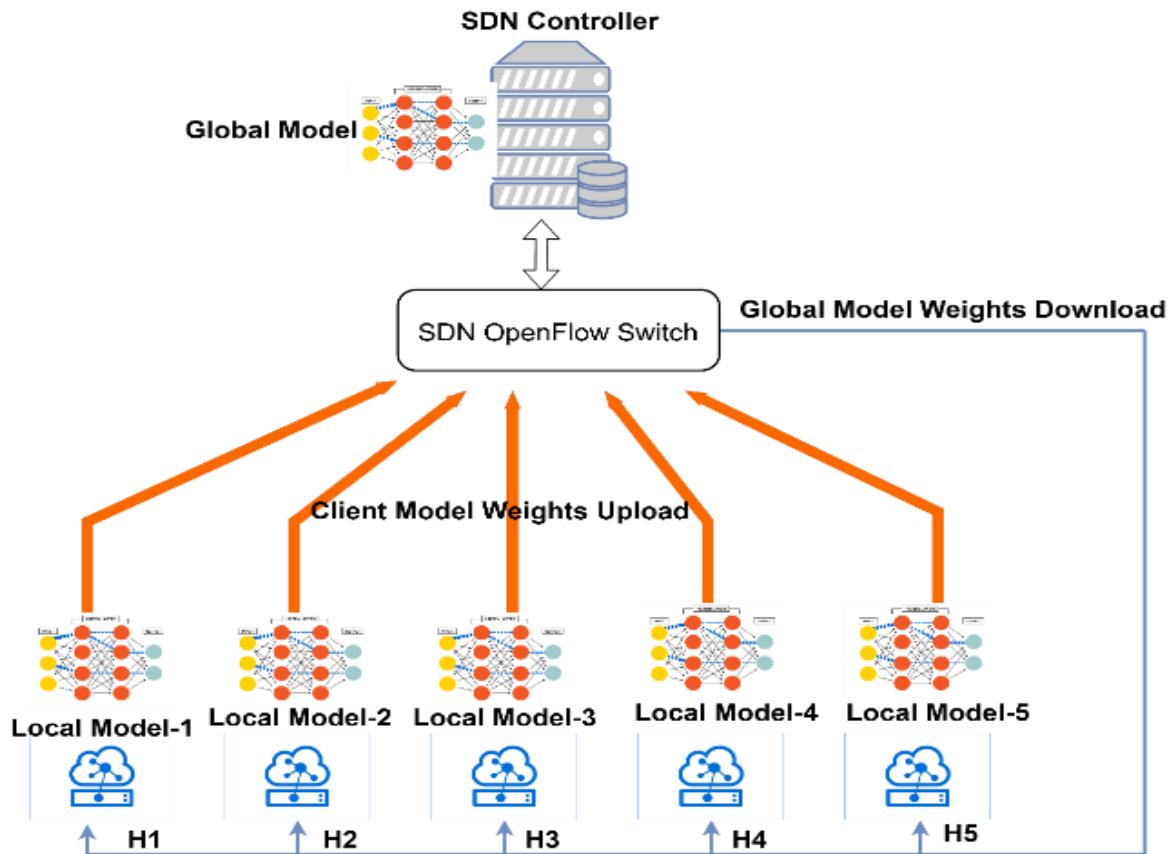 SDN Controller
Global Model
SDN OpenFlow Switch
Global Model Weights Download
Client Model Weights Upload
Local Model-1
Local Model-2
Local Model-3
Local Model-4
Local Model-5
H1
H2
H3
H4
H5